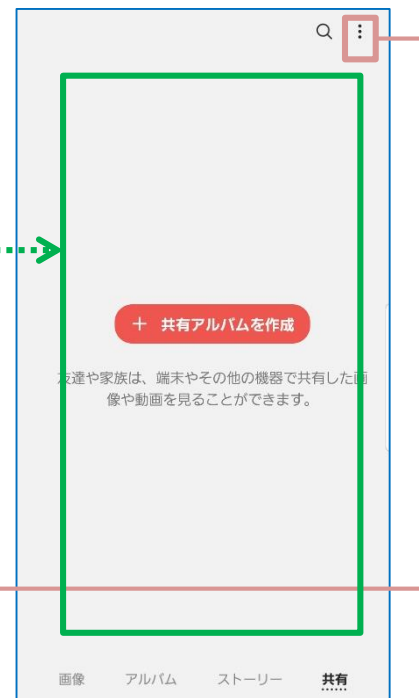 + 共有アルバムを作成
友達や家族は、端末やその他の機器で共有した画
像や動画を見ることができます。
画像 アルバム ストーリー 共有